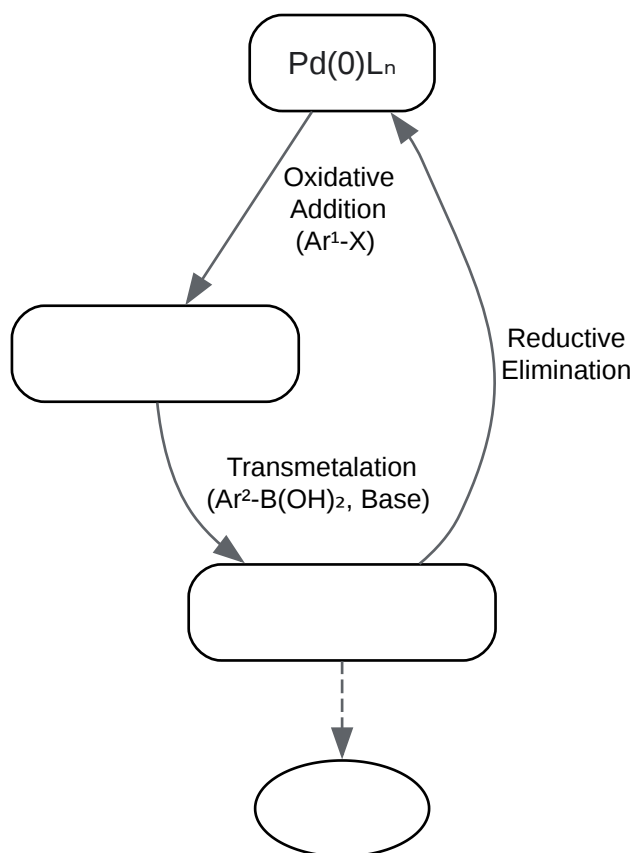 Pd(0)Lₙ
Oxidative
Addition
(Ar¹-X)
Reductive
Elimination
Transmetalation
(Ar²-B(OH)₂, Base)